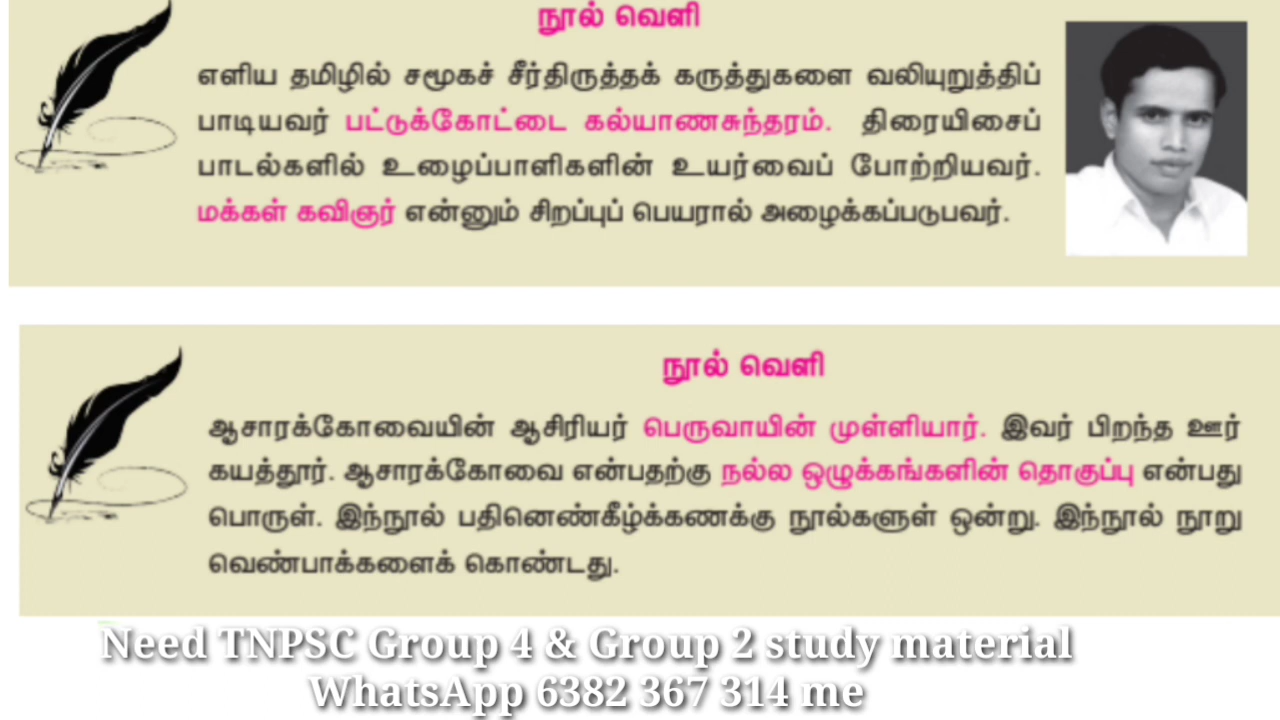 நூல் வெளி
எளிய தமிழில் சமூகச் சீர்திருத்தக் கருத்துகளை வலியுறுத்திப்
பாடியவர் பட்டுக்கோட்டை கல்யாணசுந்தரம். திரையிசைப்
பாடல்களில் உழைப்பாளிகளின் உயர்வைப் போற்றியவர்.
மக்கள் கவிஞர் என்னும் சிறப்புப் பெயரால் அழைக்கப்படுபவர்.
நூல் வெளி
ஆசாரக்கோவையின் ஆசிரியர் பெருவாயின் முள்ளியார். இவர் பிறந்த ஊர்
கயத்தூர். ஆசாரக்கோவை என்பதற்கு நல்ல ஒழுக்கங்களின் தொகுப்பு என்பது
பொருள். இந்நூல் பதினெண்கீழ்க்கணக்கு நூல்களுள் ஒன்று. இந்நூல் நூறு
வெண்பாக்களைக் கொண்டது.
Need TNPSC Group 4 & Group 2 study material
WhatsApp 6382 367 314 me